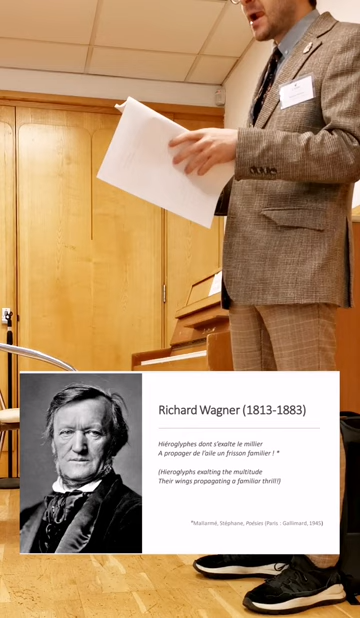 Richard Wagner (1813-1883)
Hiéroglyphes dont s'exalte le millier
A propager de l'aile un frisson familier ! *
(Hieroglyphs exalting the multitude
Their wings propagating a familiar thrill!)
*Mallarmé, Stéphane, Poésies (Paris : Gallimard, 1945)